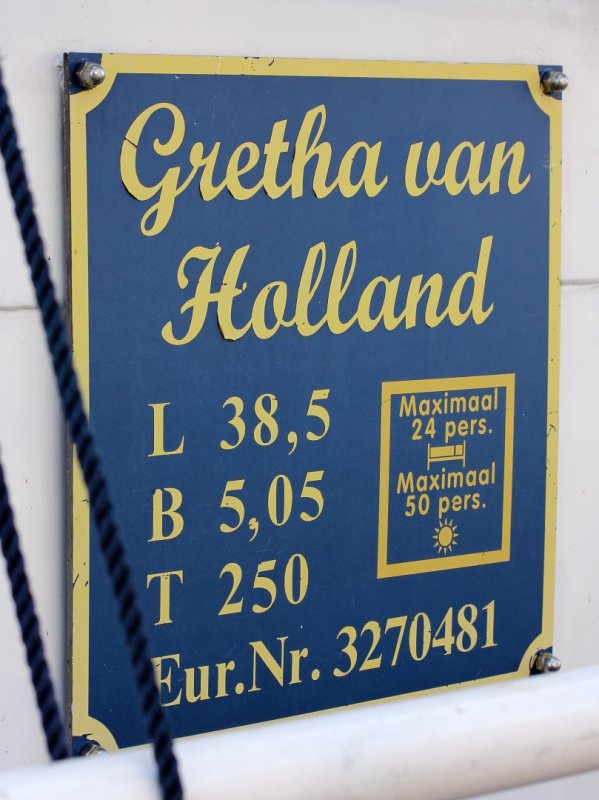 Gretha van
Holland
L 38,5
B 5,05
T 250
Maximaal
24 pers.
Maximaal
50 pers.
Eur.Nr. 3270481